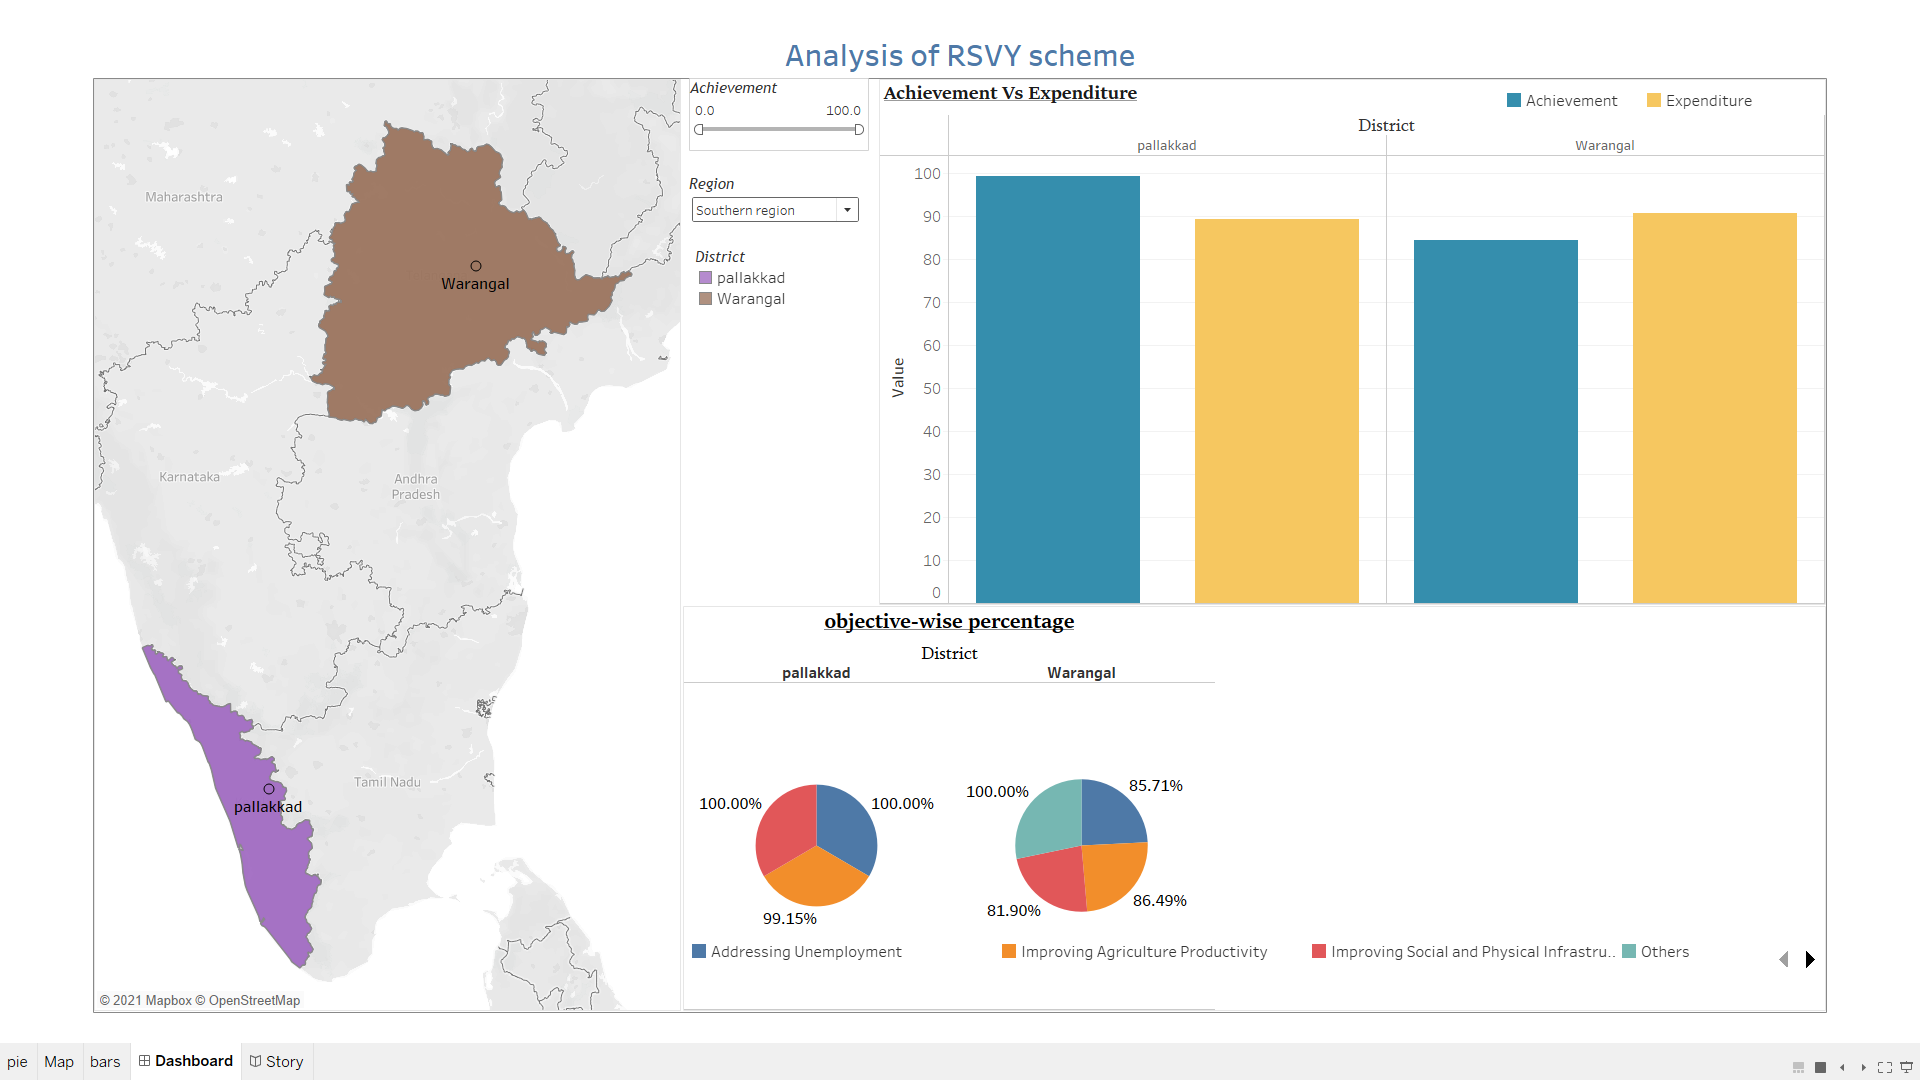 Analysis of RSVY scheme
Maharashtra
Warangal
Karnataka
Andhra
Pradesh
Tamil Nadu
pallakkad
© 2021 Mapbox © OpenStreetMap
Achievement
0.0 100.0
Region
Southern region
District
pallakkad
Warangal
Achievement Vs Expenditure
Achievement Expenditure
District
pallakkad Warangal
Value
100
90
80
70
60
50
40
30
20
10
0
objective-wise percentage
District
pallakkad Warangal
100.00% 100.00% 99.15%
100.00% 85.71% 81.90% 86.49%
Addressing Unemployment Improving Agriculture Productivity Improving Social and Physical Infrastru.. Others
pie Map bars Dashboard Story